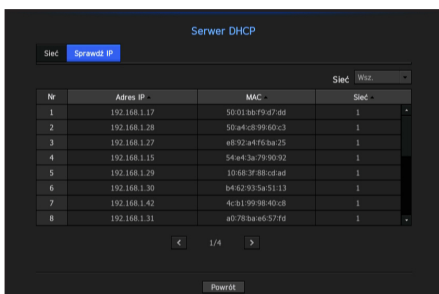 Serwer DHCP
Sieć Sprawdź IP
Sieć Wsz.
Nr Adres IP MAC Sieć
1 192.168.1.17 50:01:bb:f9:d7:dd 1
2 192.168.1.28 50:a4:c8:99:60:c3 1
3 192.168.1.27 e8:92:a4:f6:ba:25 1
4 192.168.1.15 54:e4:3a:79:90:92 1
5 192.168.1.29 10:68:3f:88:cd:ad 1
6 192.168.1.30 b4:62:93:5a:51:13 1
7 192.168.1.42 4c:b1:99:98:40:c8 1
8 192.168.1.31 a0:78:ba:e6:57:fd 1
< 1/4 >
Powrót